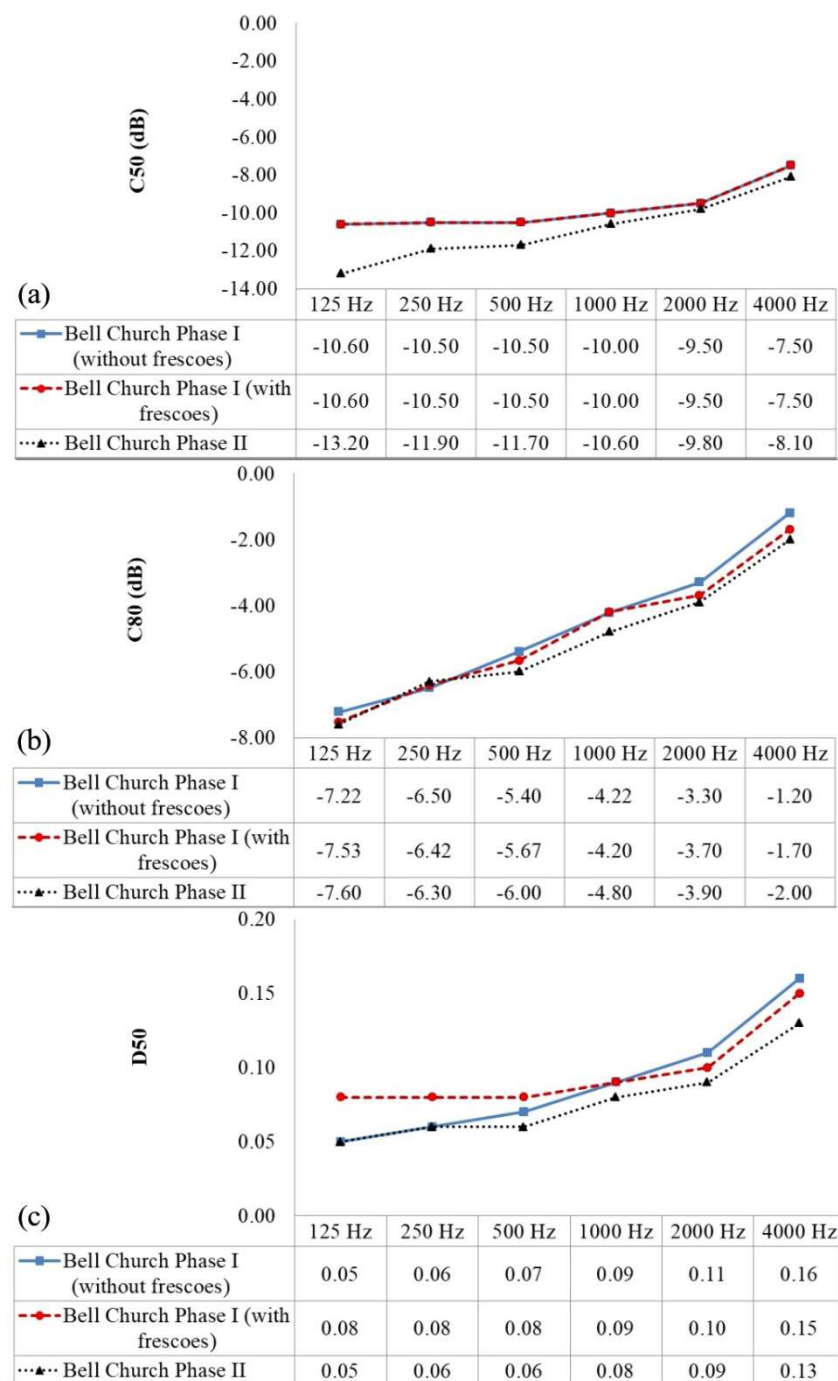 0.00
-2.00
-4.00
-6.00
-8.00
-10.00
-12.00
-14.00
C50 (dB)
(a)
125 Hz 250 Hz 500 Hz 1000 Hz 2000 Hz 4000 Hz
Bell Church Phase I
(without frescoes)
-10.60 -10.50 -10.50 -10.00 -9.50 -7.50
Bell Church Phase I (with
frescoes)
-10.60 -10.50 -10.50 -10.00 -9.50 -7.50
Bell Church Phase II -13.20 -11.90 -11.70 -10.60 -9.80 -8.10
0.00
-2.00
-4.00
-6.00
-8.00
C80 (dB)
(b)
125 Hz 250 Hz 500 Hz 1000 Hz 2000 Hz 4000 Hz
Bell Church Phase I
(without frescoes)
-7.22 -6.50 -5.40 -4.22 -3.30 -1.20
Bell Church Phase I (with
frescoes)
-7.53 -6.42 -5.67 -4.20 -3.70 -1.70
Bell Church Phase II -7.60 -6.30 -6.00 -4.80 -3.90 -2.00
0.20
0.15
0.10
0.05
0.00
D50
(c)
125 Hz 250 Hz 500 Hz 1000 Hz 2000 Hz 4000 Hz
Bell Church Phase I
(without frescoes)
0.05 0.06 0.07 0.09 0.11 0.16
Bell Church Phase I (with
frescoes)
0.08 0.08 0.08 0.09 0.10 0.15
Bell Church Phase II 0.05 0.06 0.06 0.08 0.09 0.13